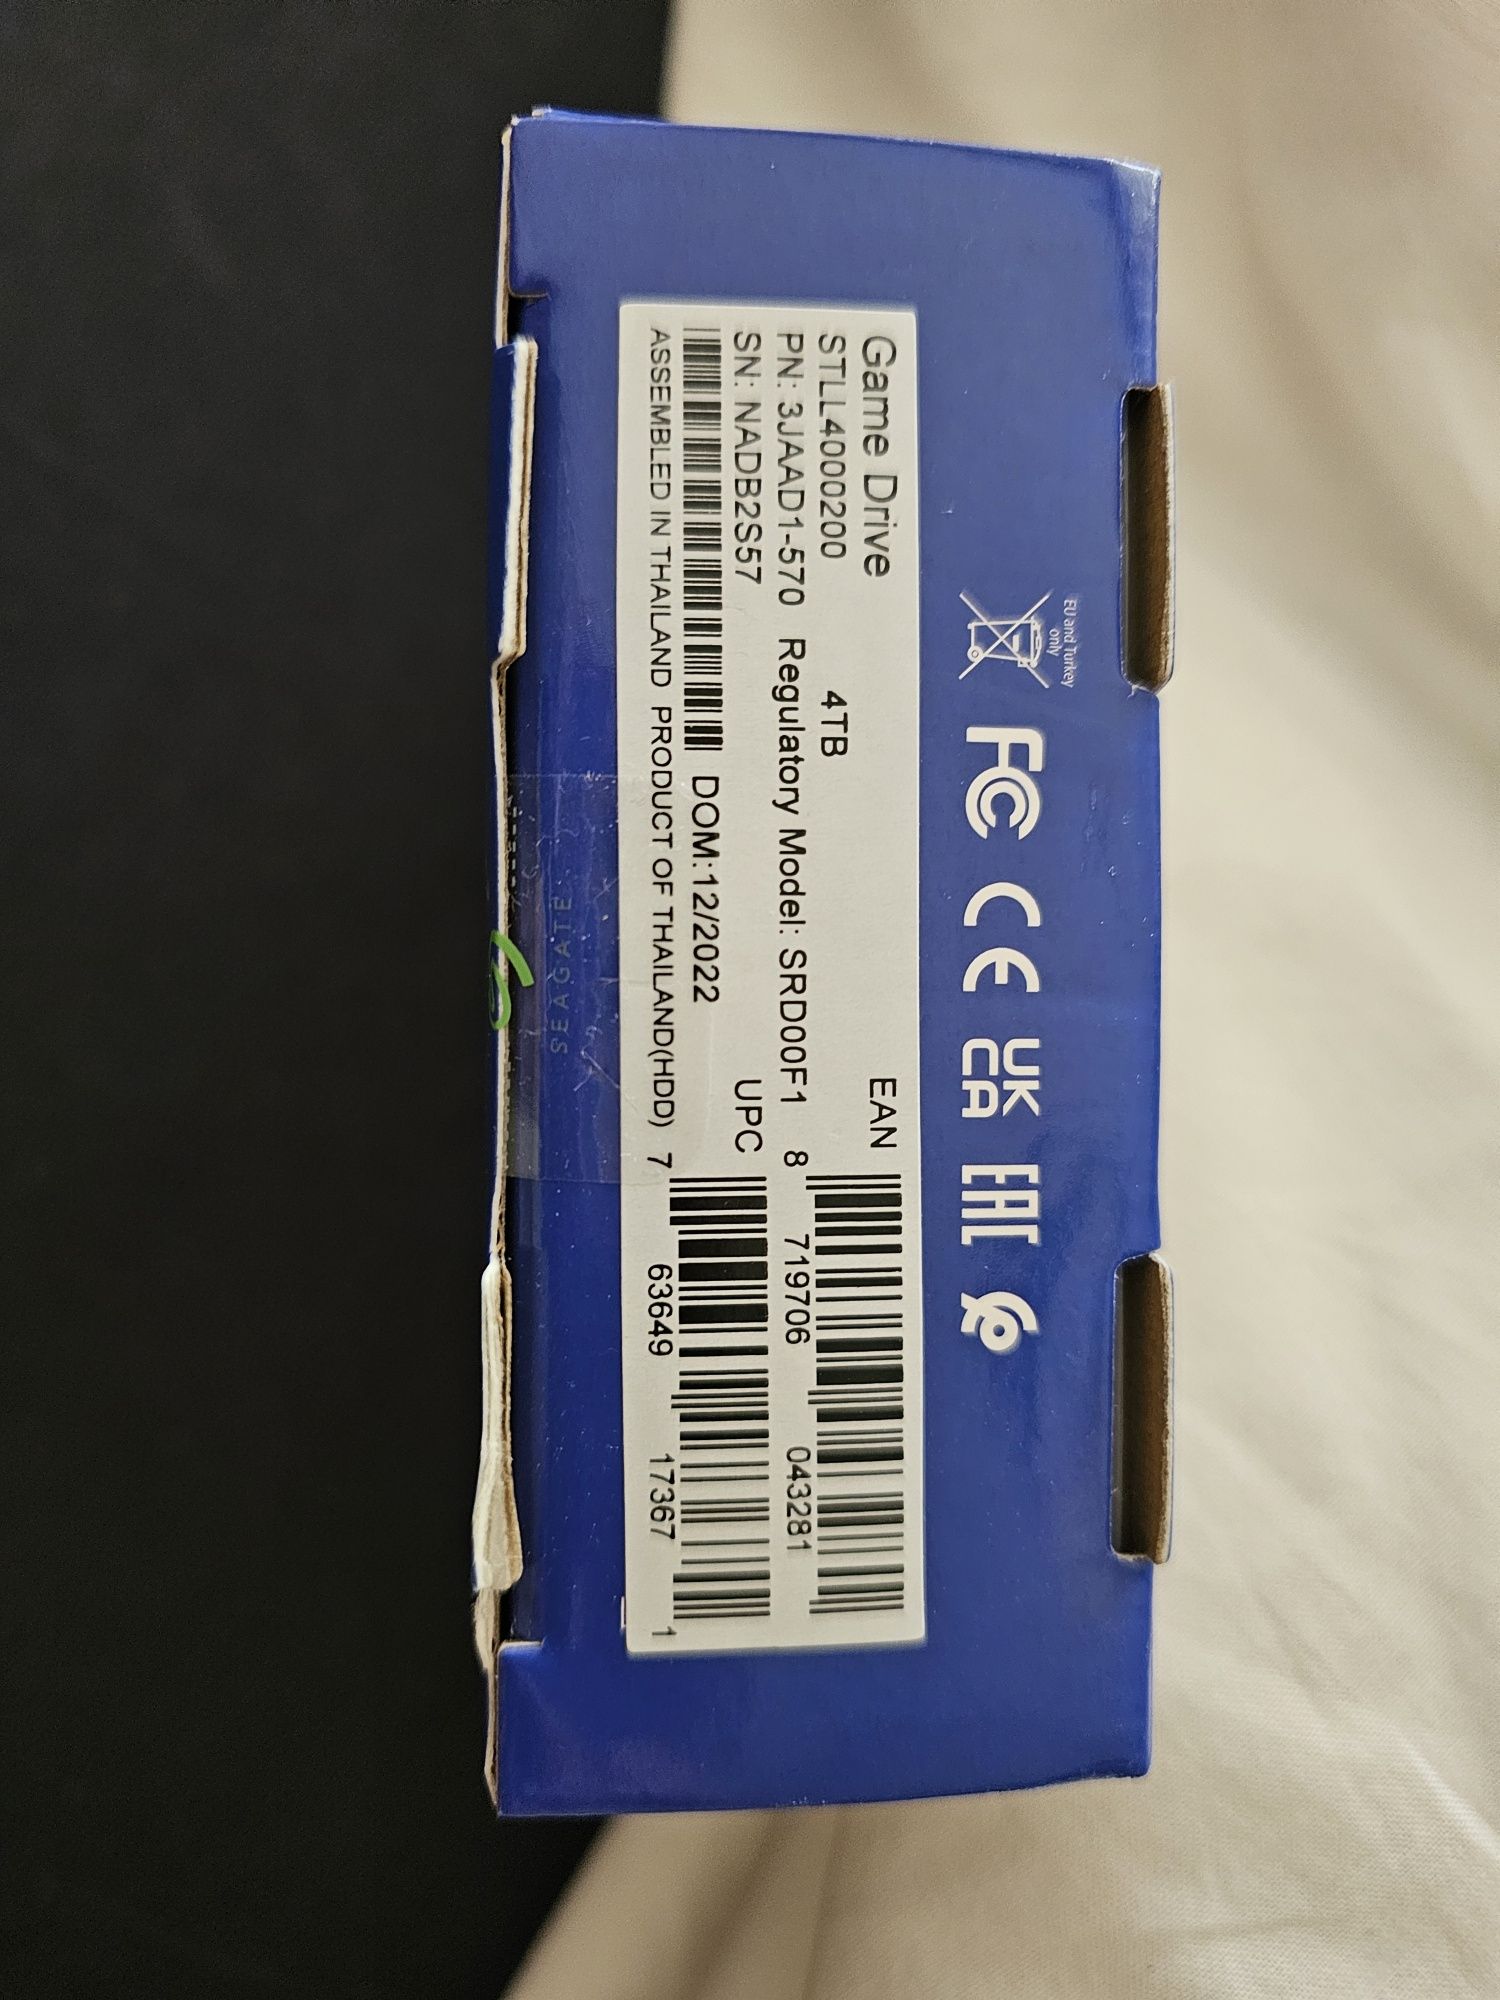 EU and Turkey
only
FC CE UK
CA EAC
Game Drive
EAN
STLL4000200 4TB
PN: 3JAAD1-570 Regulatory Model: SRD00F1
8 719706 043281
SN: NADB2S57
UPC
DOM:12/2022
ASSEMBLED IN THAILAND PRODUCT OF THAILAND(HDD)
7 63649 17367 1
SEAGATE